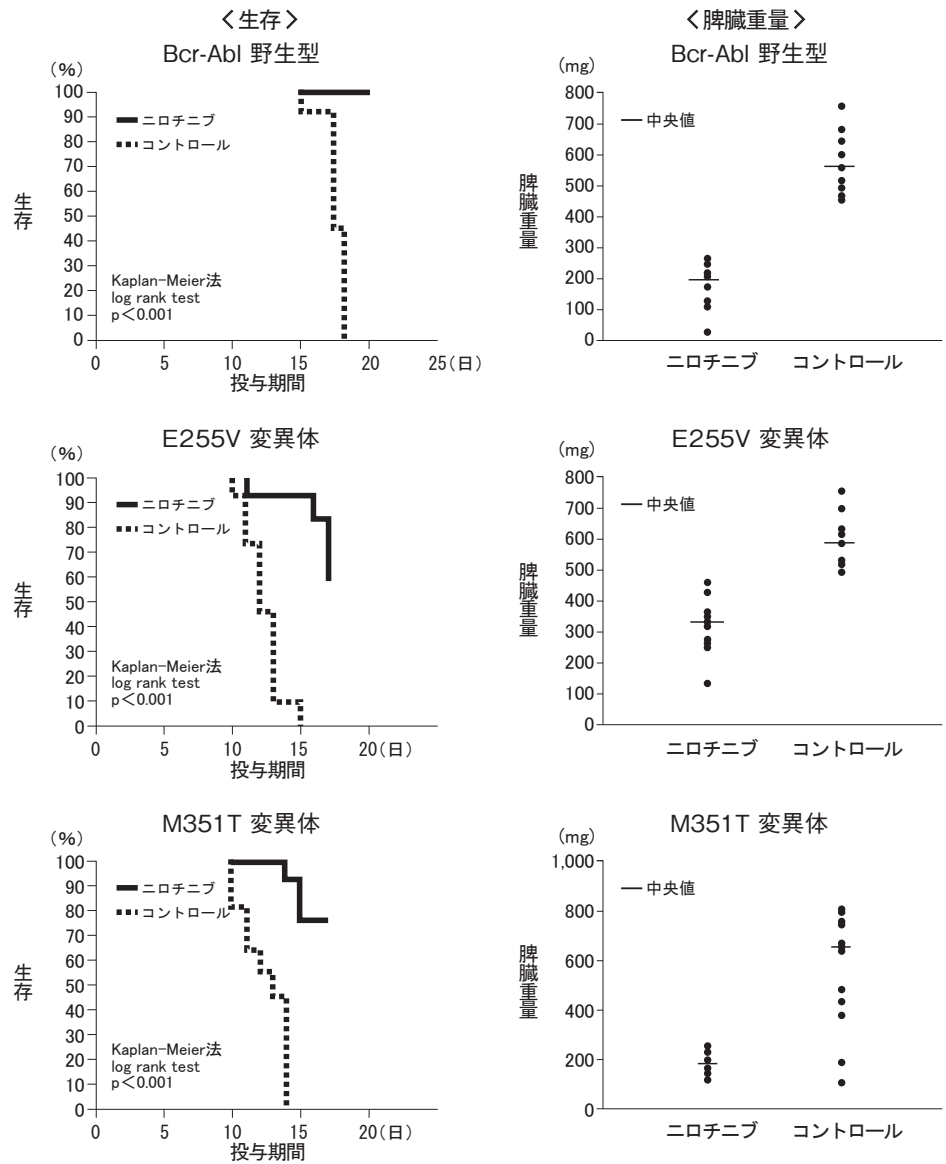 〈生存〉
Bcr-Abl 野生型
(%)
100
90
80
70
60
50
40
30
20
10
0
生存
ニロチニブ
コントロール
Kaplan-Meier法
log rank test
p<0.001
0 5 10 15 20 25(日)
投与期間
〈脾臓重量〉
Bcr-Abl 野生型
(mg)
800
700
600
500
400
300
200
100
0
脾臓重量
中央値
ニロチニブ コントロール
E255V 変異体
(%)
100
90
80
70
60
50
40
30
20
10
0
生存
ニロチニブ
コントロール
Kaplan-Meier法
log rank test
p<0.001
0 5 10 15 20(日)
投与期間
E255V 変異体
(mg)
800
700
600
500
400
300
200
100
0
脾臓重量
中央値
ニロチニブ コントロール
M351T 変異体
(%)
100
90
80
70
60
50
40
30
20
10
0
生存
ニロチニブ
コントロール
Kaplan-Meier法
log rank test
p<0.001
0 5 10 15 20(日)
投与期間
M351T 変異体
(mg)
1,000
800
600
400
200
0
脾臓重量
中央値
ニロチニブ コントロール